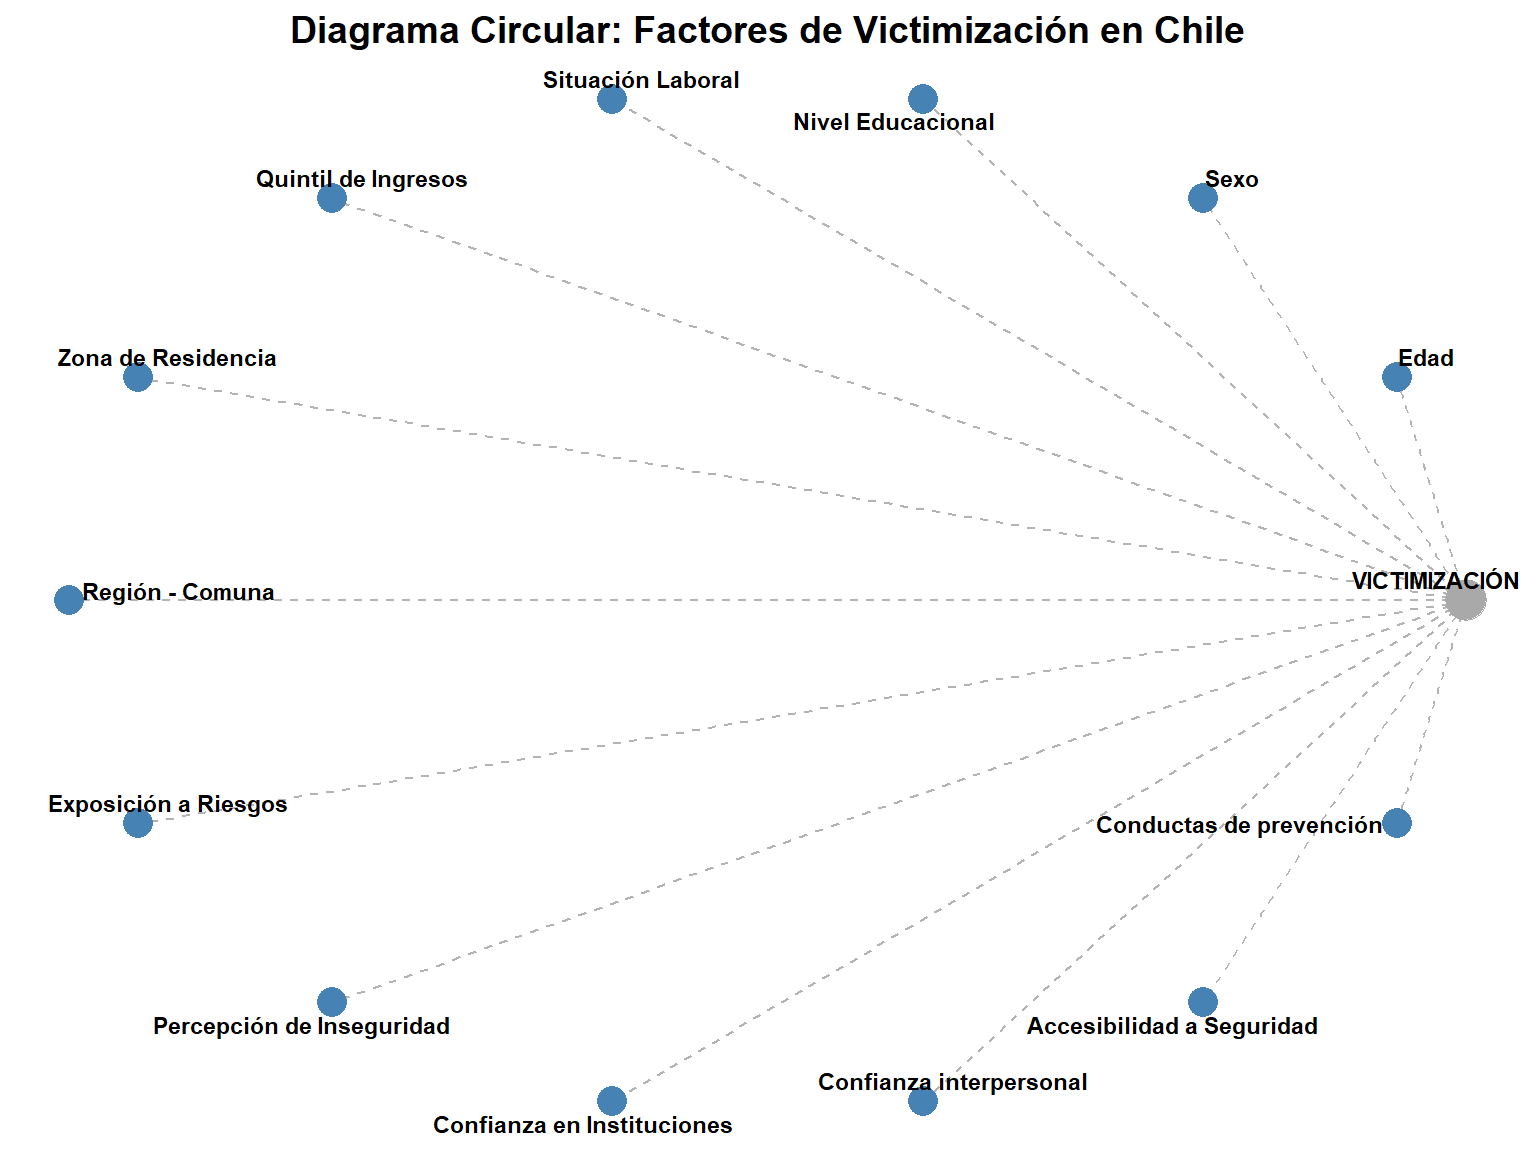 Diagrama Circular: Factores de Victimización en Chile
Situación Laboral
Nivel Educacional
Quintil de Ingresos
Sexo
Zona de Residencia
Edad
VICTIMIZACIÓN
Región - Comuna
Exposición a Riesgos
Conductas de prevención
Percepción de Inseguridad
Accesibilidad a Seguridad
Confianza interpersonal
Confianza en Instituciones